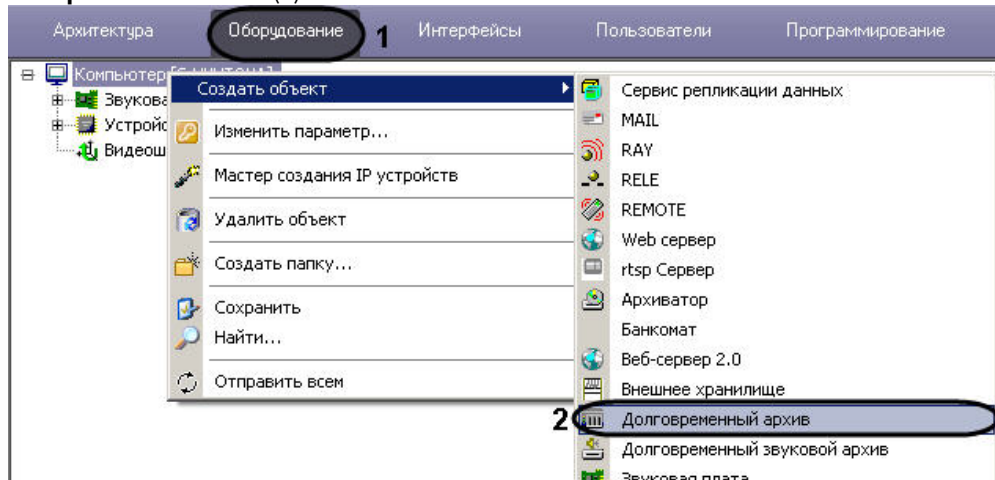 Архитектура Оборудование 1 Интерфейсы Пользователи Программирование
Компьютер
Создать объект
Изменить параметр...
Мастер создания IP устройств
Удалить объект
Создать папку...
Сохранить
Найти...
Отправить всем
Сервис репликации данных
MAIL
RAY
RELE
REMOTE
Web сервер
rtsp Сервер
Архиватор
Банкомат
Веб-сервер 2.0
Внешнее хранилище
2 Долговременный архив
Долговременный звуковой архив
Звуковая плата
Звукова
Устройс
Видеош